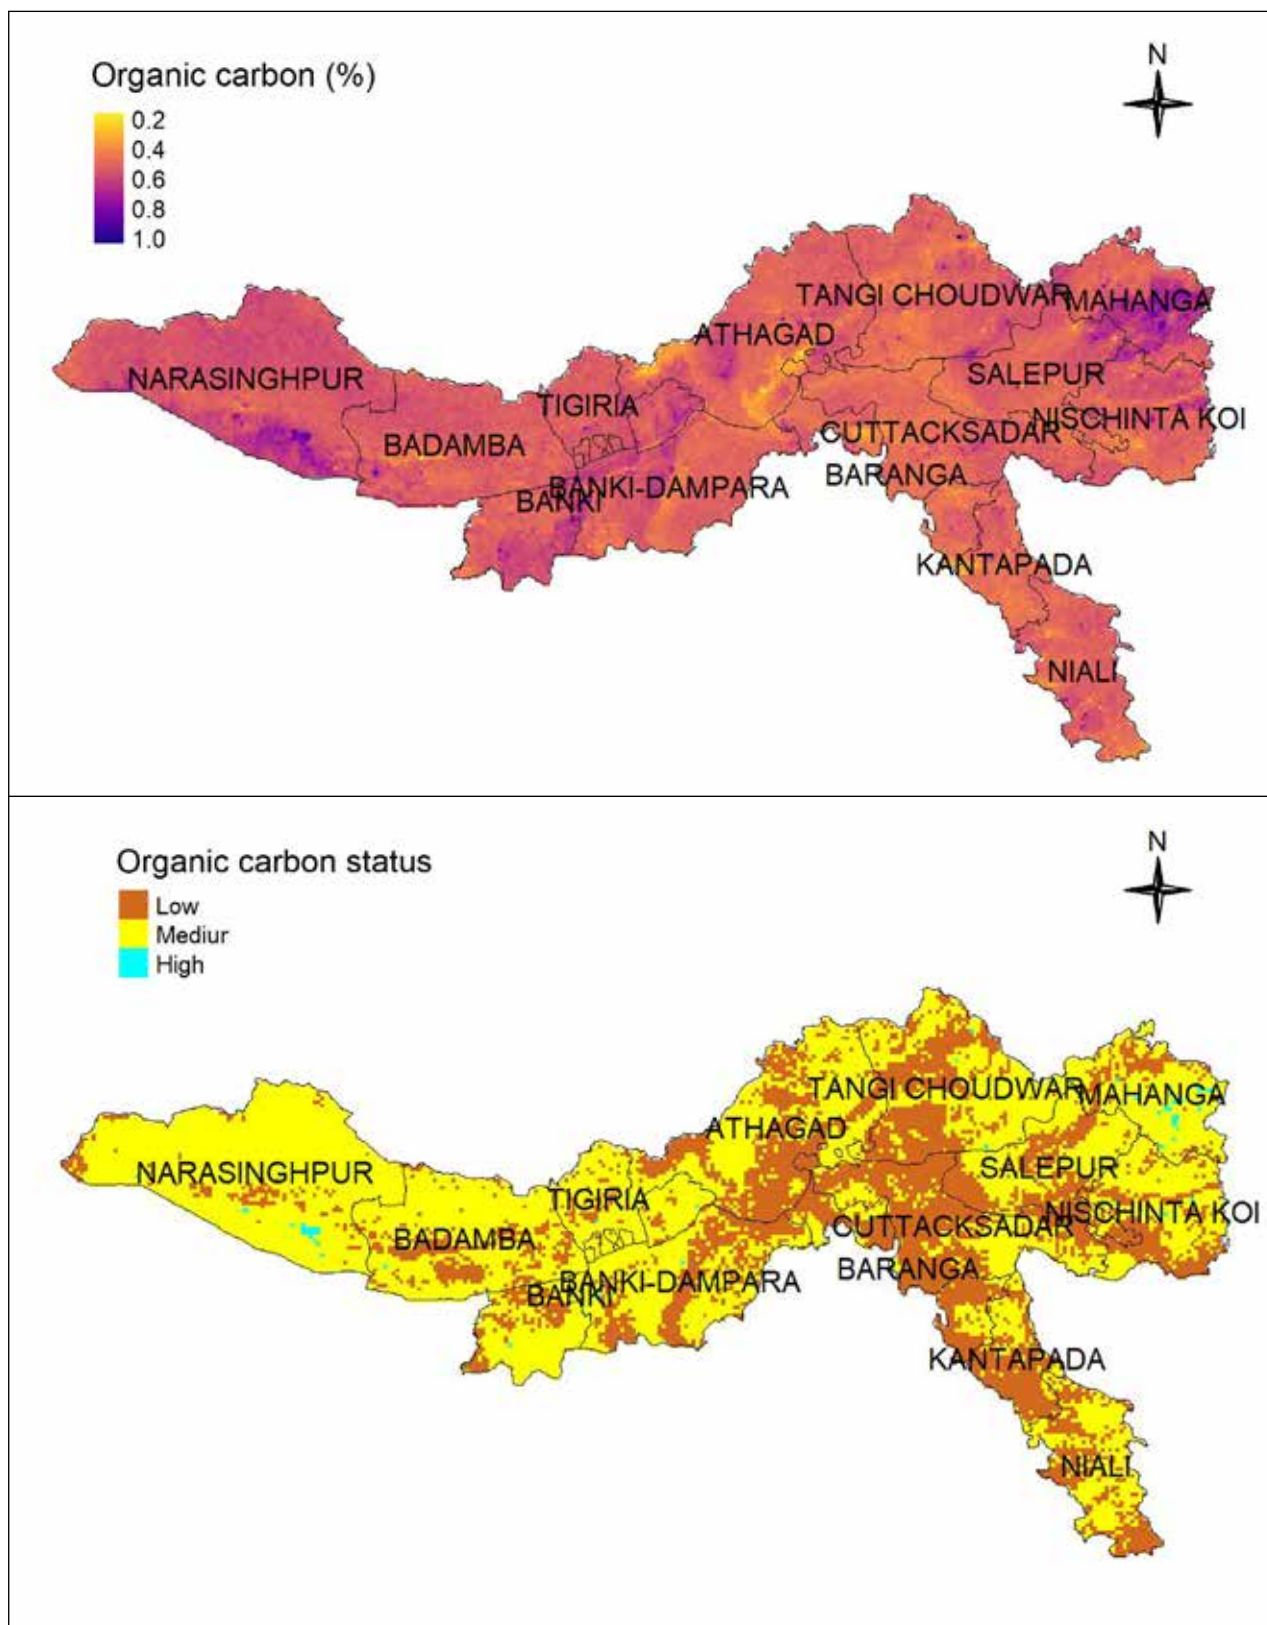 N
Organic carbon (%)
0.2
0.4
0.6
0.8
1.0
TANGI CHOUDWAR
MAHANGA
ATHAGAD
NARASINGHPUR
SALEPUR
TIGIRIA
NISCHINTA KOI
BADAMBA
CUTTACKSADAR
BARANGA
BANKI-DAMPARA
BANKI
KANTAPADA
NIALI
N
Organic carbon status
Low
Mediur
High
TANGI CHOUDWAR
MAHANGA
ATHAGAD
NARASINGHPUR
SALEPUR
TIGIRIA
NISCHINTA KOI
BADAMBA
CUTTACKSADAR
BARANGA
BANKI-DAMPARA
BANKI
KANTAPADA
NIALI